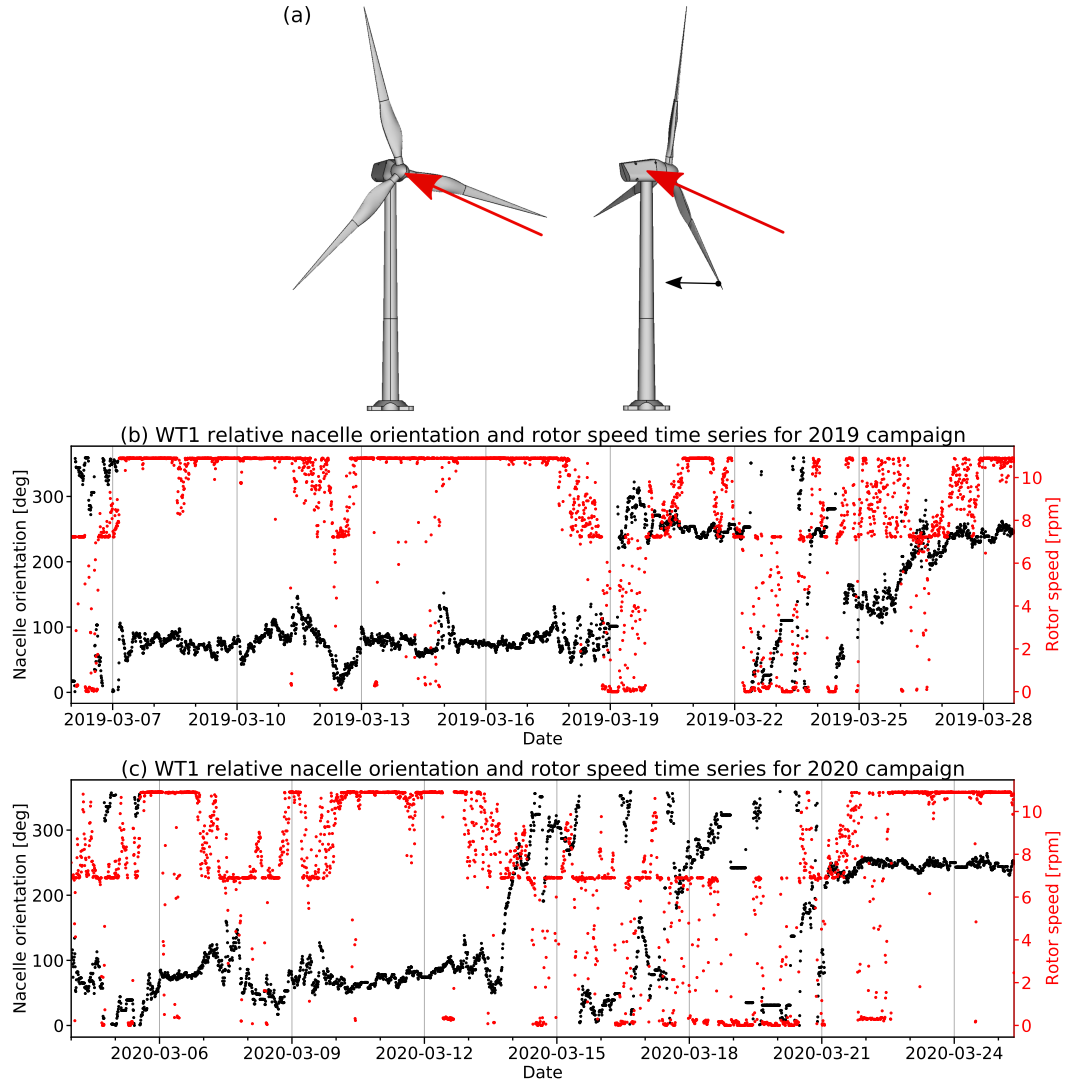 (a)
(b) WT1 relative nacelle orientation and rotor speed time series for 2019 campaign
Nacelle orientation [deg]
300
200
100
0
10
8
6
4
2
0
Rotor speed [rpm]
2019-03-07 2019-03-10 2019-03-13 2019-03-16 2019-03-19 2019-03-22 2019-03-25 2019-03-28
Date
(c) WT1 relative nacelle orientation and rotor speed time series for 2020 campaign
Nacelle orientation [deg]
300
200
100
0
10
8
6
4
2
0
Rotor speed [rpm]
2020-03-06 2020-03-09 2020-03-12 2020-03-15 2020-03-18 2020-03-21 2020-03-24
Date